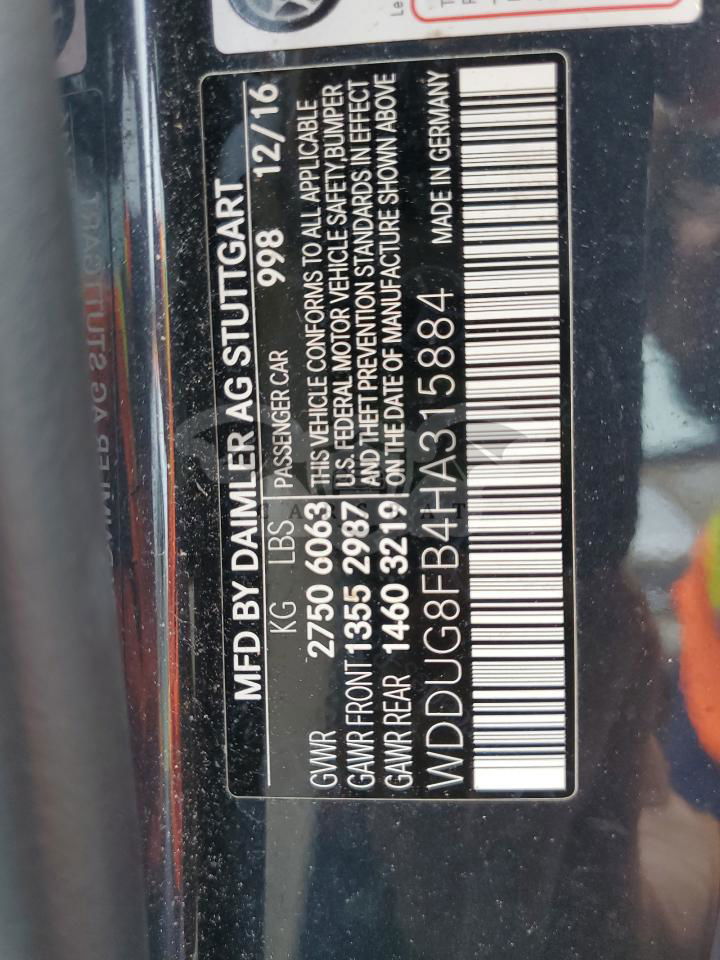 MFD BY DAIMLER AG STUTTGART
KG LBS PASSENGER CAR 998 12/16
GVWR 2750 6063 THIS VEHICLE CONFORMS TO ALL APPLICABLE
U.S. FEDERAL MOTOR VEHICLE SAFETY,BUMPER
GAWR FRONT 1355 2987 AND THEFT PREVENTION STANDARDS IN EFFECT
GAWR REAR 1460 3219 ON THE DATE OF MANUFACTURE SHOWN ABOVE
WDDUG8FB4HA315884 MADE IN GERMANY